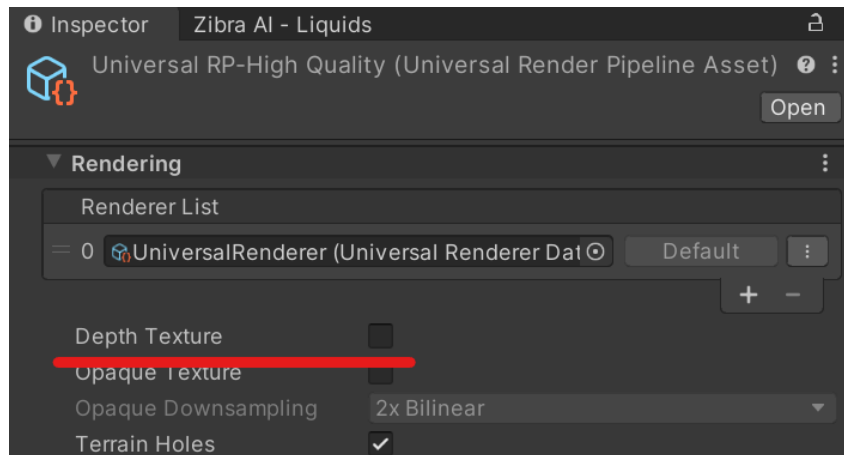 Inspector Zibra AI - Liquids
Universal RP-High Quality (Universal Render Pipeline Asset)
Open
Rendering
Renderer List
0 UniversalRenderer (Universal Renderer Dat Default
Depth Texture
Opaque Texture
Opaque Downsampling 2x Bilinear
Terrain Holes